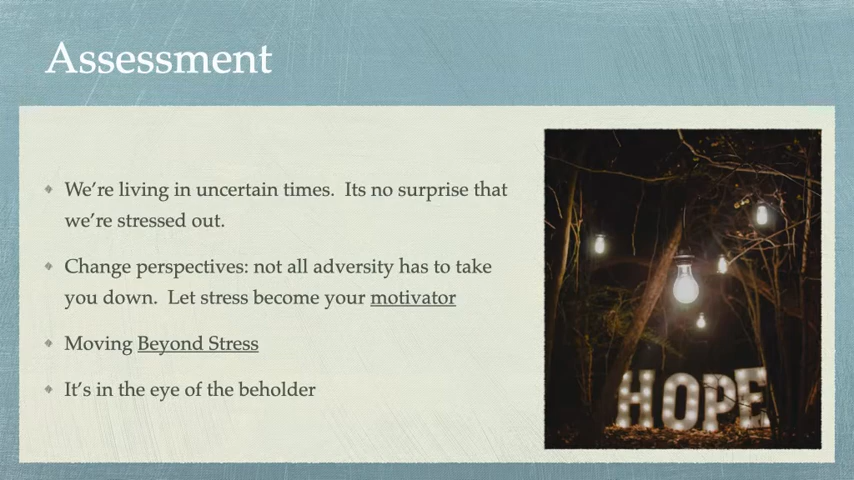 Assessment
We’re living in uncertain times.  Its no surprise that
we’re stressed out.
Change perspectives: not all adversity has to take
you down.  Let stress become your motivator
Moving Beyond Stress
It’s in the eye of the beholder
HOPE